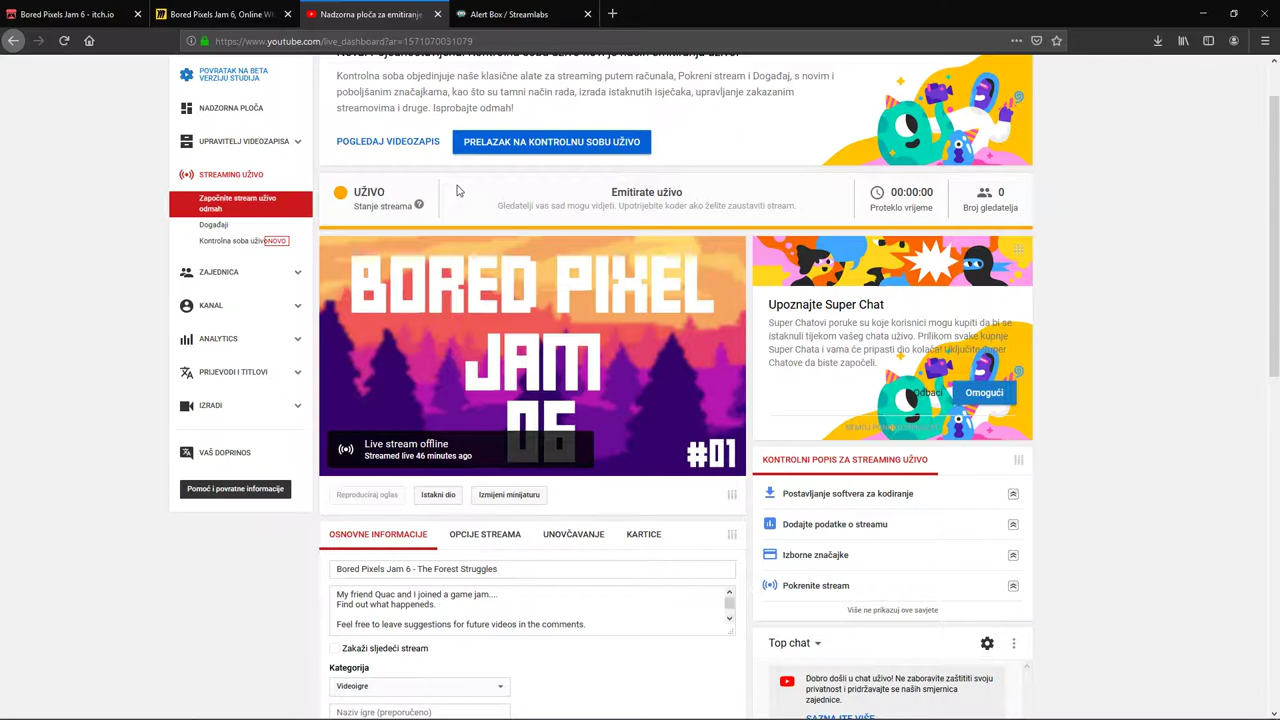 Bored Pixels Jam 6 - itch.io
Bored Pixels Jam 6, Online W
Nadzorna ploča za emitiranje
Alert Box / Streamlabs
https://www.youtube.com/live_dashboard?ar=1571070031079
POVRATAK NA BETA
VERZIJU STUDIJA
NADZORNA PLOČA
UPRAVITELJ VIDEOZAPISA
STREAMING UŽIVO
Započnite stream uživo
odmah
Događaji
Kontrolna soba uživo NOVO
ZAJEDNICA
KANAL
ANALYTICS
PRIJEVODI I TITLOVI
IZRADI
VAŠ DOPRINOS
Pomoć i povratne informacije
Kontrolna soba objedinjuje naše klasične alate za streaming putem računala, Pokreni stream i Događaj, s novim i
poboljšanim značajkama, kao što su tamni način rada, izrada istaknutih isječaka, upravljanje zakazanim
streamovima i druge. Isprobajte odmah!
POGLEDAJ VIDEOZAPIS
PRELAZAK NA KONTROLNU SOBU UŽIVO
UŽIVO
Stanje streama
Emitirate uživo
Gledatelji vas sad mogu vidjeti. Upotrijebite koder ako želite zaustaviti stream.
00:00:00
Proteklo vrijeme
0
Broj gledatelja
BORED PIXEL
JAM
06
#01
Live stream offline
Streamed live 46 minutes ago
Reproduciraj oglas
Istakni dio
Izmijeni minijaturu
OSNOVNE INFORMACIJE
OPCIJE STREAMA
UNOVČAVANJE
KARTICE
Bored Pixels Jam 6 - The Forest Struggles
My friend Quac and I joined a game jam....
Find out what happeneds.
Feel free to leave suggestions for future videos in the comments.
Zakaži sljedeći stream
Kategorija
Videoigre
Naziv igre (preporučeno)
Upoznajte Super Chat
Super Chatovi poruke su koje korisnici mogu kupiti da bi se
istaknuli tijekom vašeg chata uživo. Prilikom svake kupnje
Super Chata i vama će pripasti dio kolača! Uključite Super
Chatove da biste započeli.
Odbaci
Omogući
KONTROLNI POPIS ZA STREAMING UŽIVO
Postavljanje softvera za kodiranje
Dodajte podatke o streamu
Izborne značajke
Pokrenite stream
Više ne prikazuj ove savjete
Top chat
Dobro došli u chat uživo! Ne zaboravite zaštititi svoju
privatnost i pridržavajte se naših smjernica
zajednice.
SAZNAJTE VIŠE